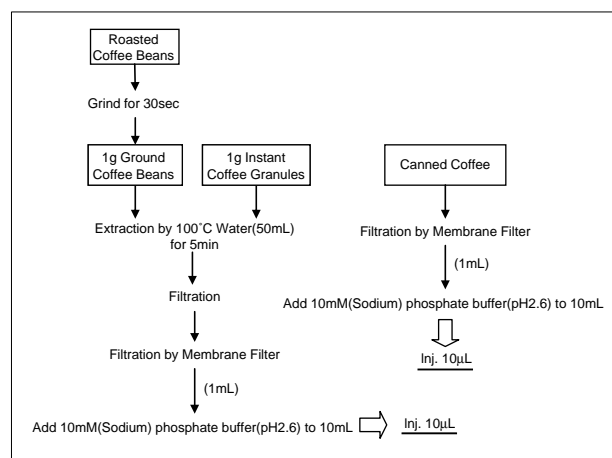 Roasted
Coffee Beans
Grind for 30sec
1g Ground
Coffee Beans
1g Instant
Coffee Granules
Extraction by 100˚C Water(50mL)
for 5min
Filtration
Filtration by Membrane Filter
(1mL)
Add 10mM(Sodium) phosphate buffer(pH2.6) to 10mL
Inj. 10μL
Canned Coffee
Filtration by Membrane Filter
(1mL)
Add 10mM(Sodium) phosphate buffer(pH2.6) to 10mL
Inj. 10μL